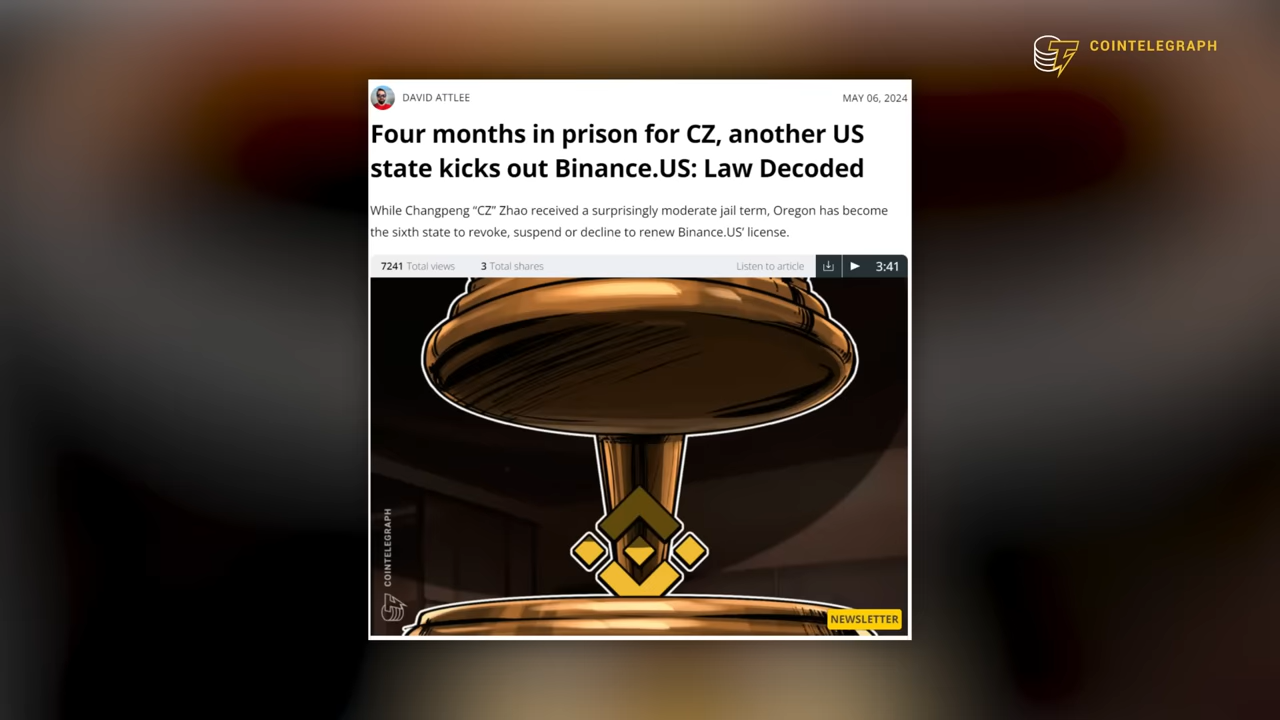 COINTELEGRAPH
DAVID ATTLEE
MAY 06, 2024
Four months in prison for CZ, another US
state kicks out Binance.US: Law Decoded
While Changpeng “CZ” Zhao received a surprisingly moderate jail term, Oregon has become
the sixth state to revoke, suspend or decline to renew Binance.US’ license.
7241 Total views 3 Total shares Listen to article 3:41
COINTELEGRAPH
NEWSLETTER